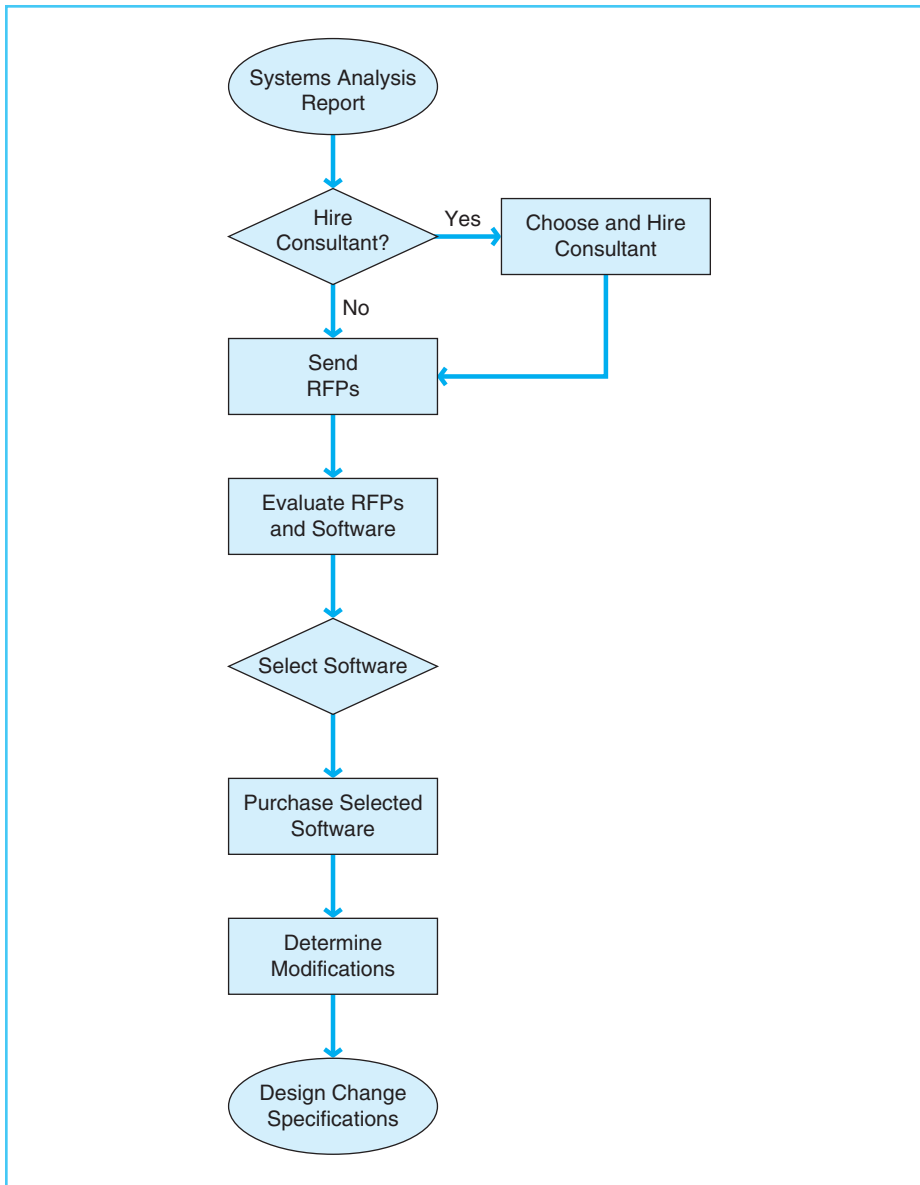 Systems Analysis
Report
Hire
Consultant?
Yes
Choose and Hire
Consultant
No
Send
RFPs
Evaluate RFPs
and Software
Select Software
Purchase Selected
Software
Determine
Modifications
Design Change
Specifications